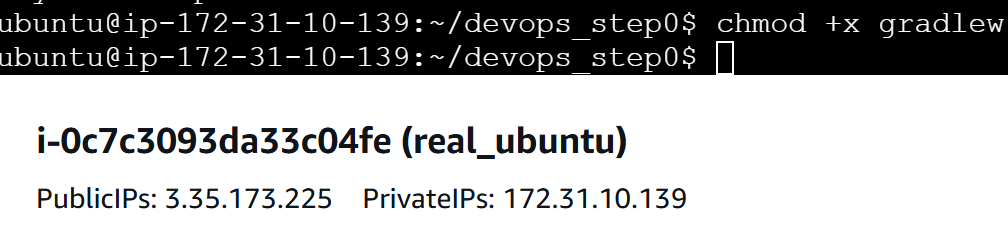 ubuntu@ip-172-31-10-139:~/devops_step0$ chmod +x gradlew
ubuntu@ip-172-31-10-139:~/devops_step0$
i-0c7c3093da33c04fe (real_ubuntu)
PublicIPs: 3.35.173.225 PrivateIPs: 172.31.10.139